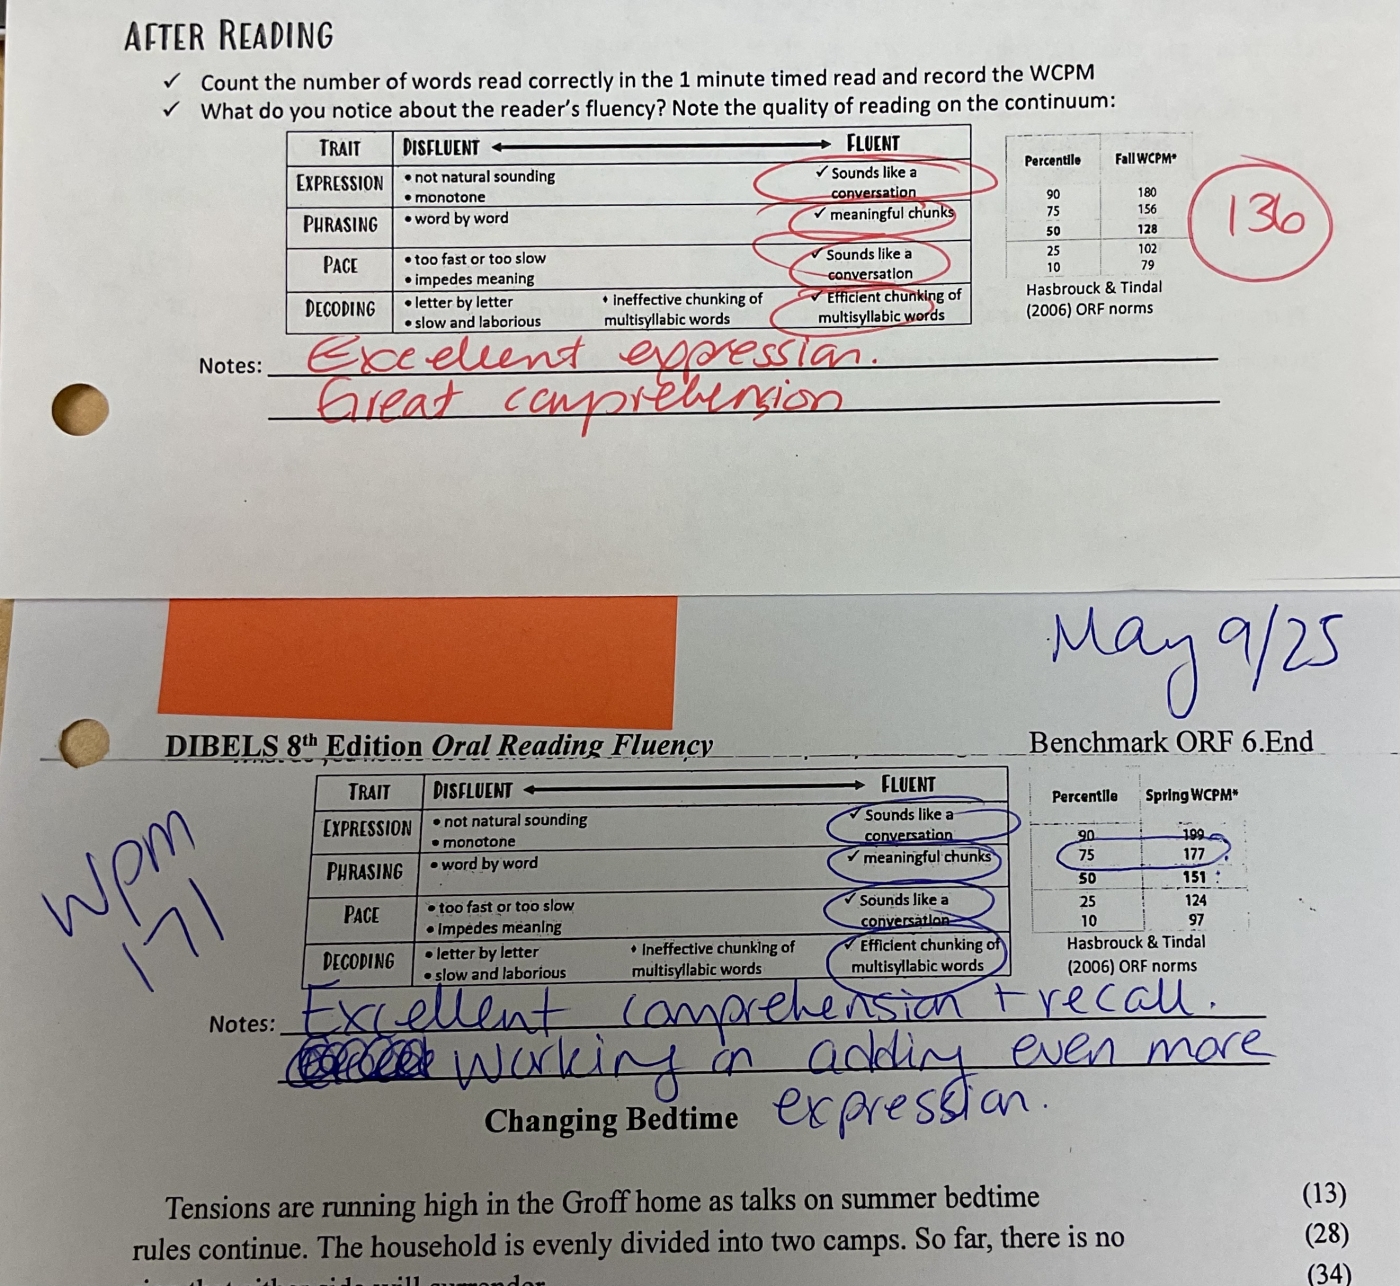 AFTER READING
✓ Count the number of words read correctly in the 1 minute timed read and record the WCPM
✓ What do you notice about the reader's fluency? Note the quality of reading on the continuum:
TRAIT DISFLUENT FLUENT
EXPRESSION • not natural sounding ✓ Sounds like a
• monotone conversation
PHRASING • word by word ✓ meaningful chunks
PACE • too fast or too slow ✓ Sounds like a
• impedes meaning conversation
DECODING • letter by letter ♦ Ineffective chunking of ✓ Efficient chunking of
• slow and laborious multisyllabic words multisyllabic words
Percentile Fall WCPM*
90 180
75 156
50 128
25 102
10 79
Hasbrouck & Tindal
(2006) ORF norms
136
Notes: Excellent expression.
Great comprehension
May 9/25
DIBELS 8th Edition Oral Reading Fluency Benchmark ORF 6.End
WPM
171
TRAIT DISFLUENT FLUENT
EXPRESSION • not natural sounding ✓ Sounds like a
• monotone conversation
PHRASING • word by word ✓ meaningful chunks
PACE • too fast or too slow ✓ Sounds like a
• Impedes meaning conversation
DECODING • letter by letter ♦ Ineffective chunking of ✓ Efficient chunking of
• slow and laborious multisyllabic words multisyllabic words
Percentile Spring WCPM*
90 199
75 177
50 151
25 124
10 97
Hasbrouck & Tindal
(2006) ORF norms
Notes: Excellent comprehension + recall.
Working on adding even more
expression.
Changing Bedtime
Tensions are running high in the Groff home as talks on summer bedtime (13)
rules continue. The household is evenly divided into two camps. So far, there is no (28)
(34)